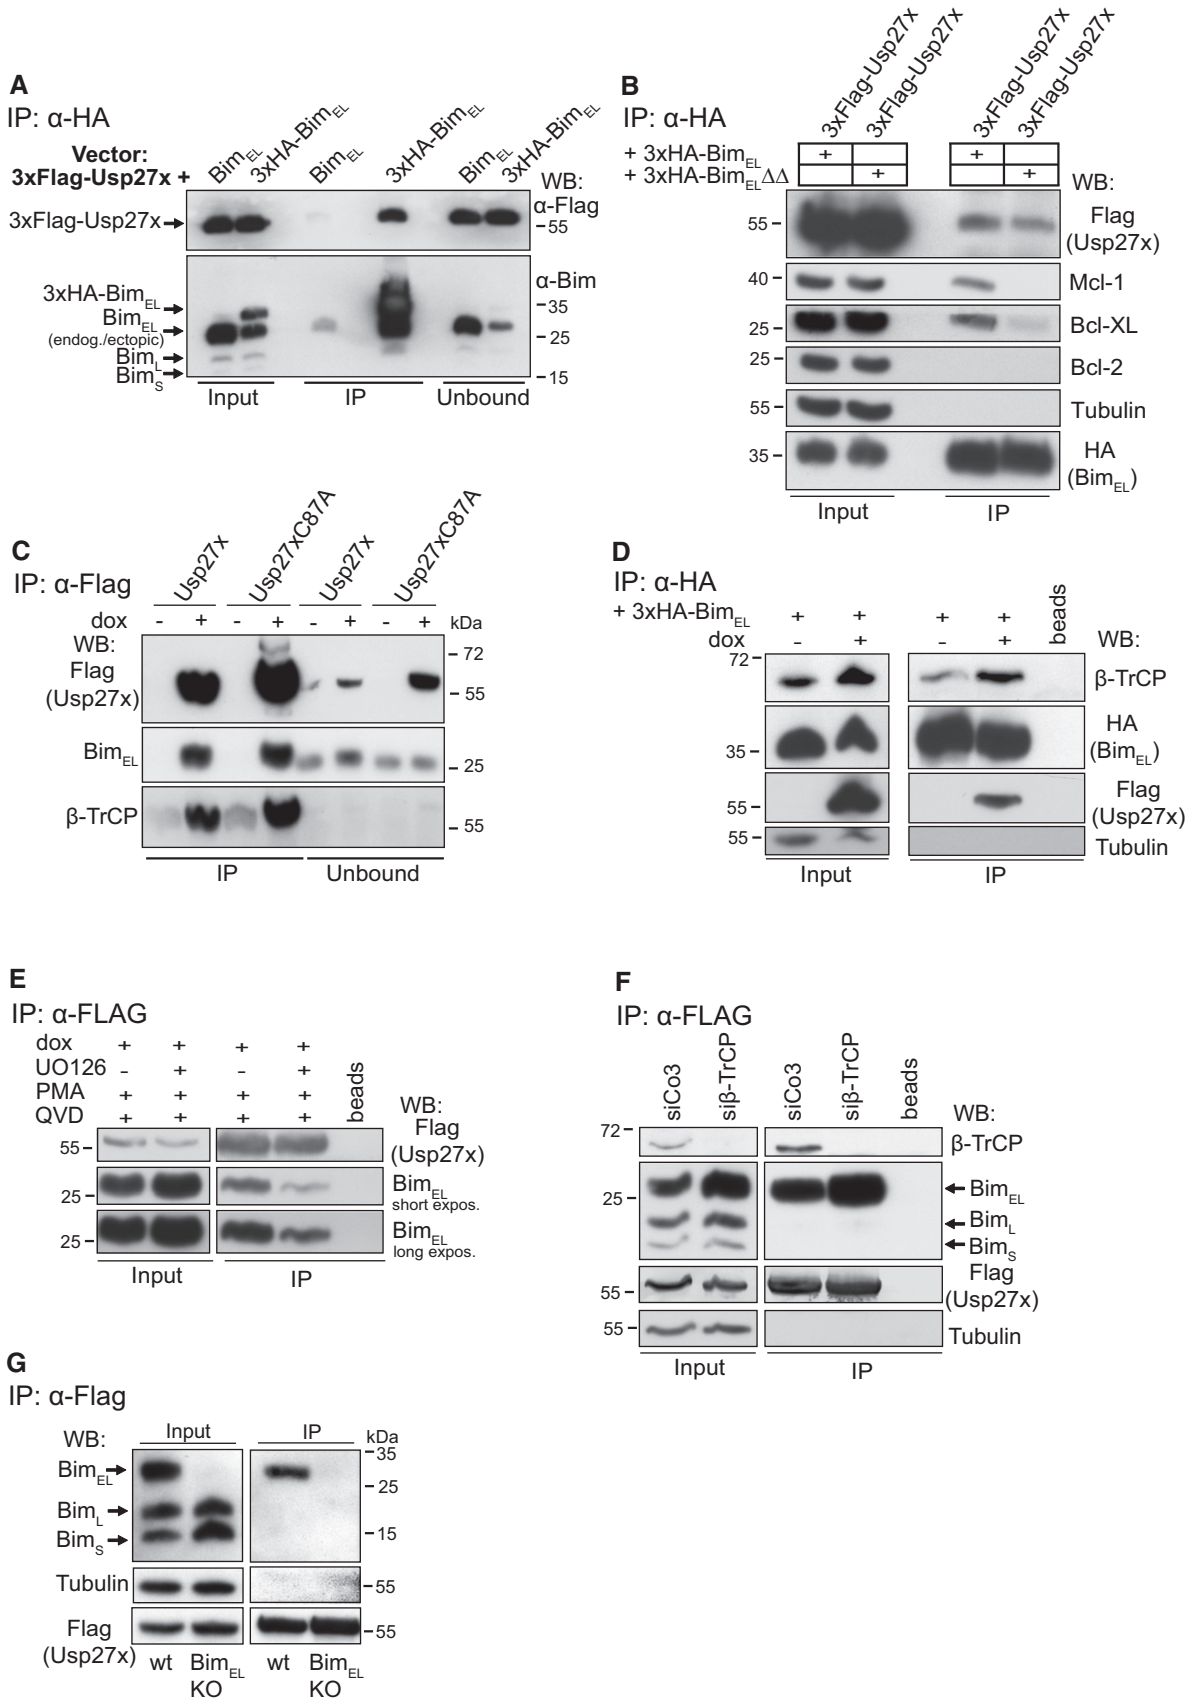 A
IP: α-HA
Vector:
3xFlag-Usp27x +
BimEL
3xHA-BimEL
BimEL
3xHA-BimEL
BimEL
3xHA-BimEL
WB:
3xFlag-Usp27x
α-Flag
55
α-Bim
3xHA-BimEL
35
BimEL
(endog./ectopic)
25
BimL
BimS
15
Input
IP
Unbound
B
IP: α-HA
3xFlag-Usp27x
3xFlag-Usp27x
3xFlag-Usp27x
3xFlag-Usp27x
+ 3xHA-BimEL + +
+ 3xHA-BimELΔΔ + +
WB:
55 Flag
(Usp27x)
40 Mcl-1
25 Bcl-XL
25 Bcl-2
55 Tubulin
35 HA
(BimEL)
Input
IP
C
IP: α-Flag
Usp27x
Usp27xC87A
Usp27x
Usp27xC87A
dox - + - + - + - + kDa
WB:
Flag
(Usp27x)
72
55
BimEL
25
β-TrCP
55
IP
Unbound
D
IP: α-HA
+ 3xHA-BimEL + + + + beads
dox - + - + WB:
72 β-TrCP
35 HA
(BimEL)
55 Flag
(Usp27x)
55 Tubulin
Input
IP
E
IP: α-FLAG
dox + + + +
UO126 - + - +
PMA + + + +
QVD + + + +
beads
WB:
55 Flag
(Usp27x)
25 BimEL
short expos.
25 BimEL
long expos.
Input
IP
F
IP: α-FLAG
siCo3
siβ-TrCP
siCo3
siβ-TrCP
beads
WB:
72 β-TrCP
25 BimEL
BimL
BimS
55 Flag
(Usp27x)
55 Tubulin
Input
IP
G
IP: α-Flag
WB: Input IP kDa
35
BimEL
25
BimL
15
BimS
Tubulin 55
Flag
(Usp27x)
55
wt BimEL
KO
wt BimEL
KO